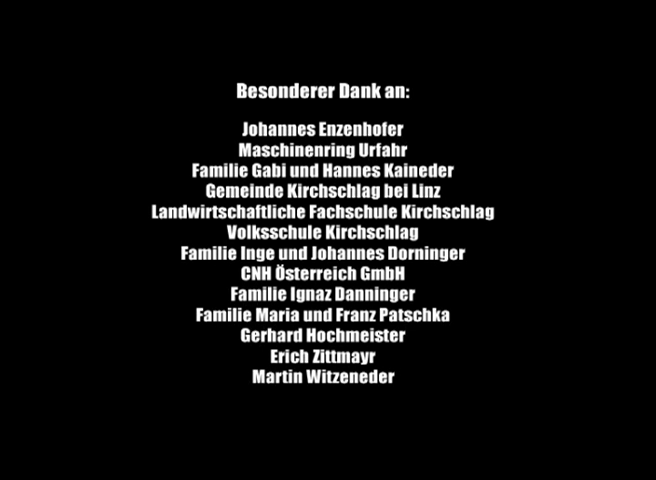 Besonderer Dank an:
Johannes Enzenhofer
Maschinenring Urfahr
Familie Gabi und Hannes Kaineder
Gemeinde Kirchschlag bei Linz
Landwirtschaftliche Fachschule Kirchschlag
Volksschule Kirchschlag
Familie Inge und Johannes Dorninger
CNH Österreich GmbH
Familie Ignaz Danninger
Familie Maria und Franz Patschka
Gerhard Hochmeister
Erich Zittmayr
Martin Witzeneder